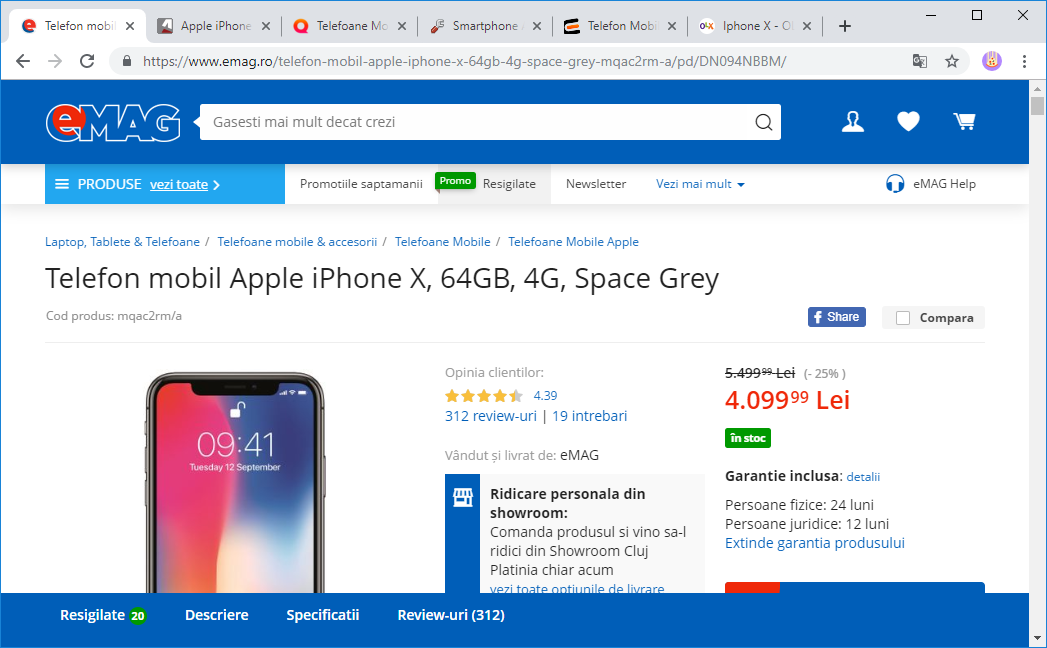 Telefon mobil
Apple iPhone
Telefoane Mo
Smartphone
Telefon Mobil
OLX Iphone X - OL
https://www.emag.ro/telefon-mobil-apple-iphone-x-64gb-4g-space-grey-mqac2rm-a/pd/DN094NBBM/
eMAG
Gasesti mai mult decat crezi
PRODUSE vezi toate
Promotiile saptamanii
Promo
Resigilate
Newsletter
Vezi mai mult
eMAG Help
Laptop, Tablete & Telefoane / Telefoane mobile & accesorii / Telefoane Mobile / Telefoane Mobile Apple
Telefon mobil Apple iPhone X, 64GB, 4G, Space Grey
Cod produs: mqac2rm/a
Share
Compara
09:41
Tuesday 12 September
Opinia clientilor:
4.39
312 review-uri | 19 intrebari
Vândut și livrat de: eMAG
Ridicare personala din
showroom:
Comanda produsul si vino sa-l
ridici din Showroom Cluj
Platinia chiar acum
vezi toate optiunile de livrare
5.499⁹⁹ Lei (- 25% )
4.099⁹⁹ Lei
în stoc
Garantie inclusa: detalii
Persoane fizice: 24 luni
Persoane juridice: 12 luni
Extinde garantia produsului
Resigilate 20
Descriere
Specificatii
Review-uri (312)